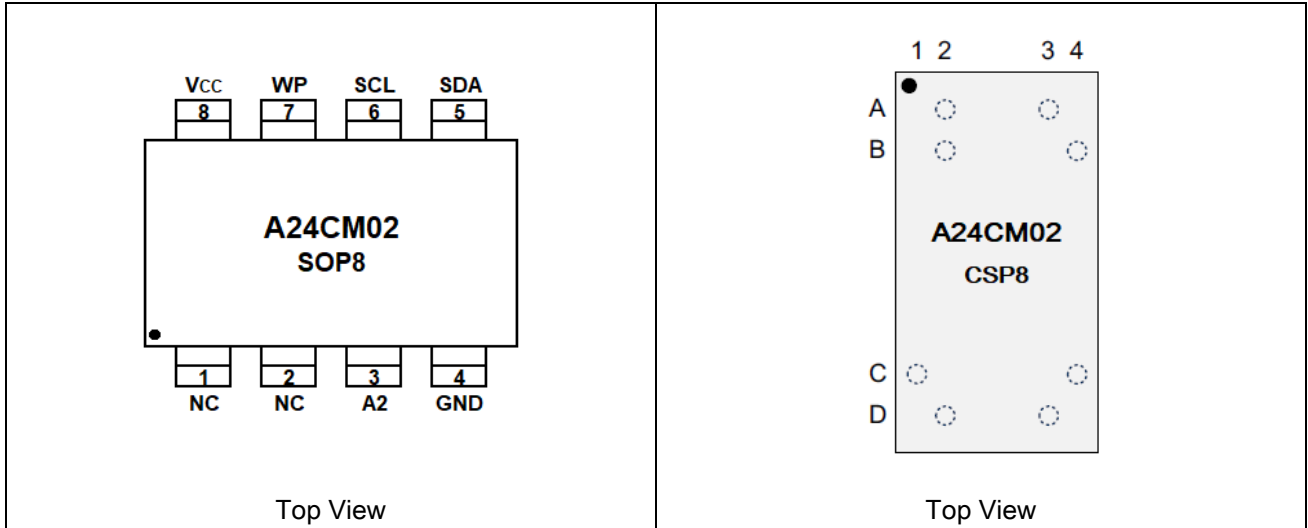 VCC WP SCL SDA
8 7 6 5
A24CM02
SOP8
1 2 3 4
NC NC A2 GND
Top View
1 2 3 4
A
B
A24CM02
CSP8
C
D
Top View